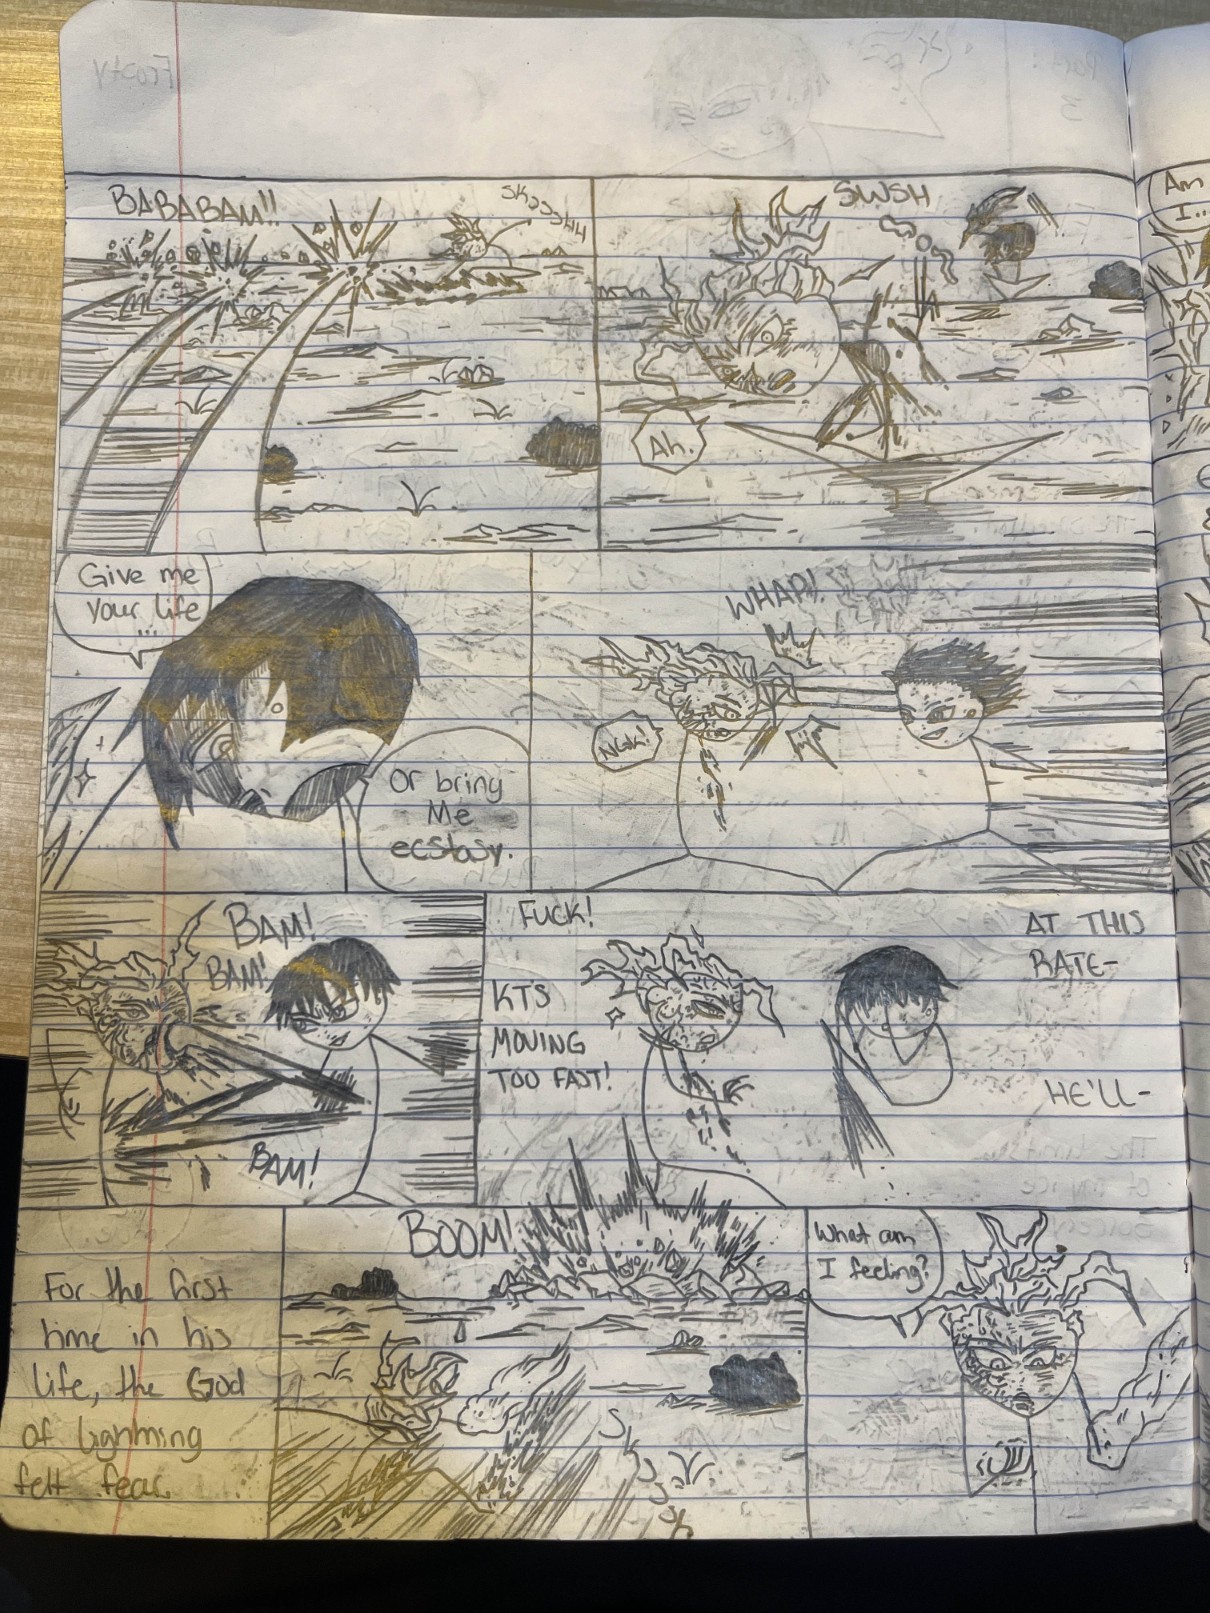 BABABAM!!
SKSSSHH
SWSH
Ah.
Am
I..
Give me
your life
...
Or bring
Me
ecstasy.
WHAP!
NGH!
BAM!
BAM!
BAM!
FUCK!
KTS
MOVING
TOO FAST!
AT THIS
RATE-
HE'LL-
For the first
time in his
life, the God
of lightning
felt fear.
BOOM!
What am
I feeling?